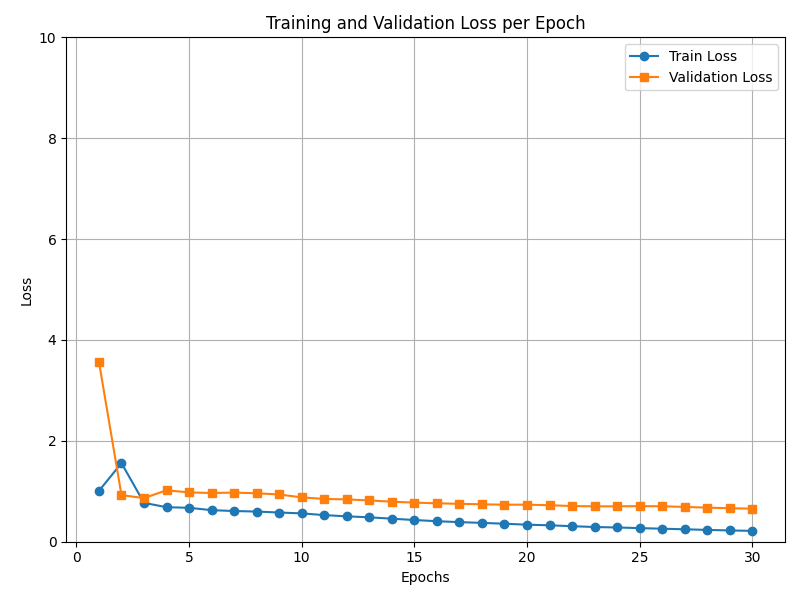 Training and Validation Loss per Epoch
10
8
6
4
2
0
Loss
Train Loss
Validation Loss
0 5 10 15 20 25 30
Epochs